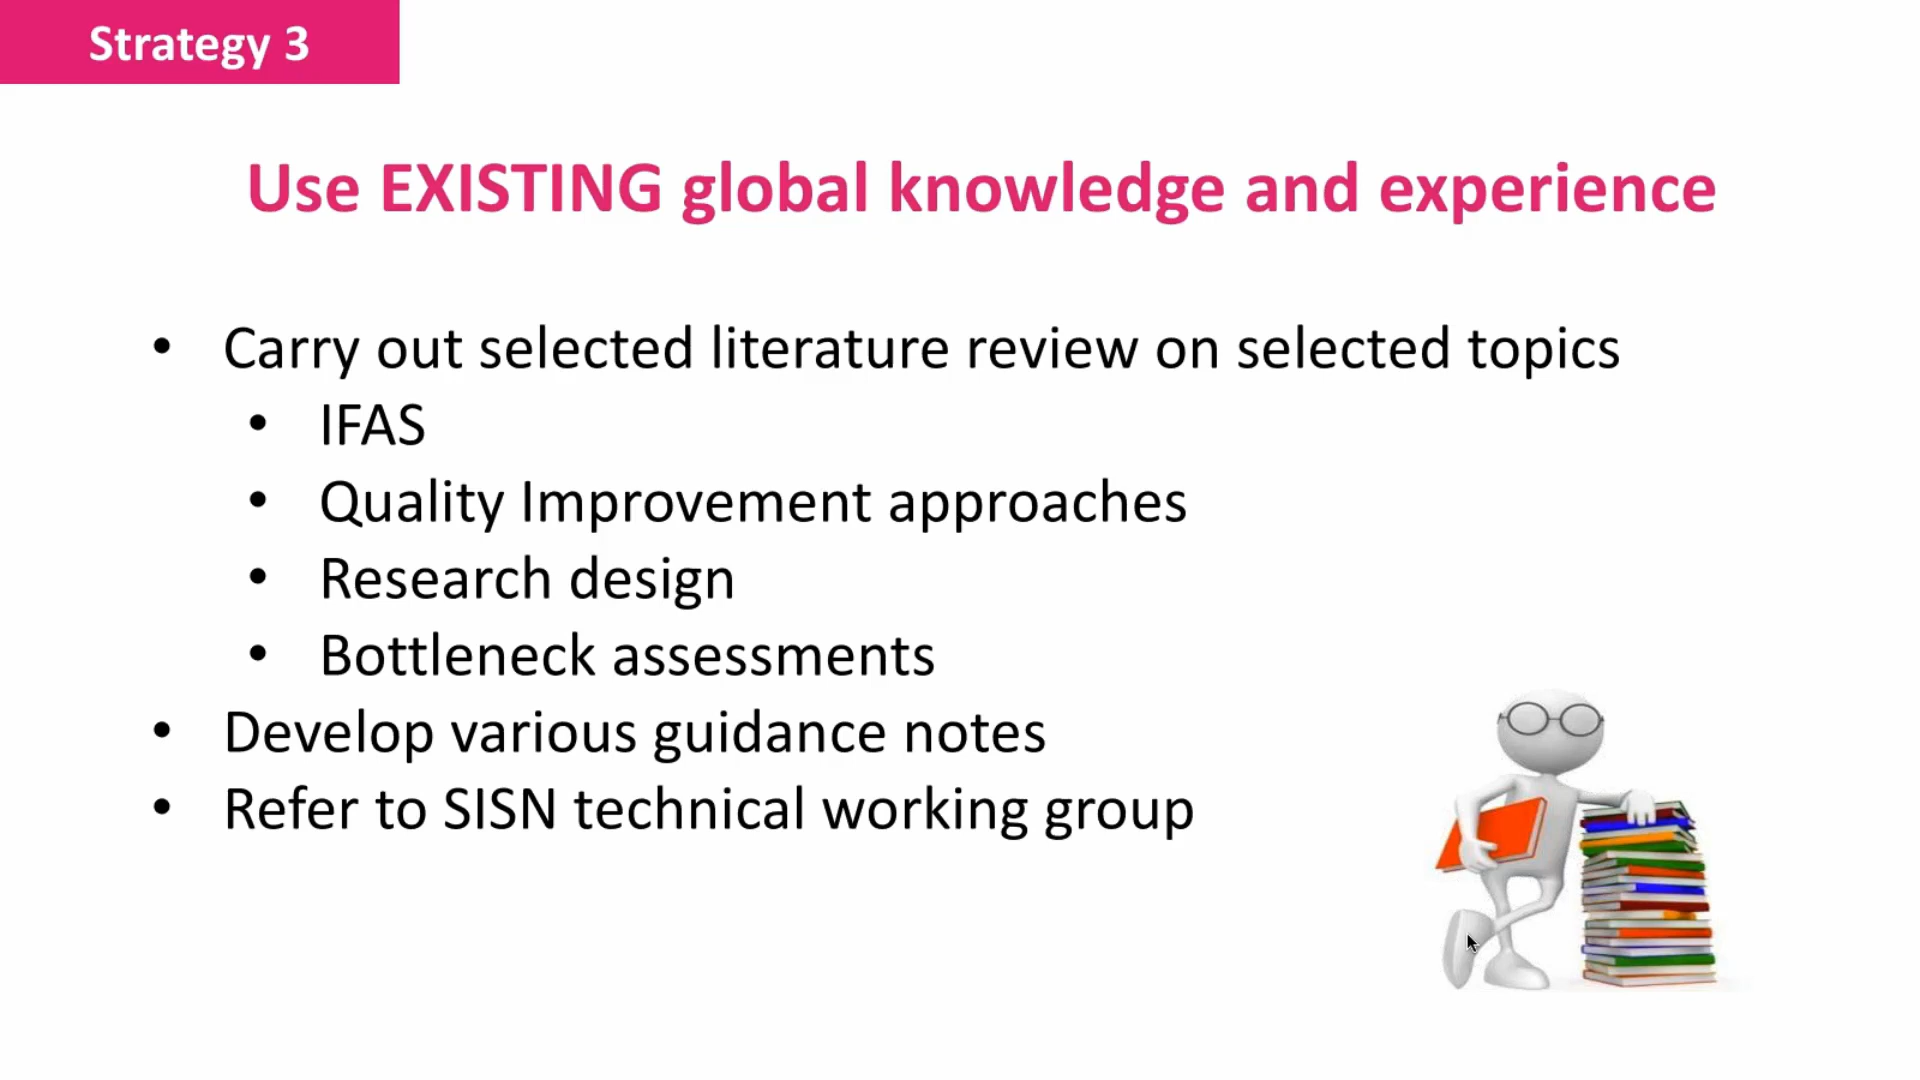 Strategy 3
Use EXISTING global knowledge and experience
• Carry out selected literature review on selected topics
• IFAS
• Quality Improvement approaches
• Research design
• Bottleneck assessments
• Develop various guidance notes
• Refer to SISN technical working group